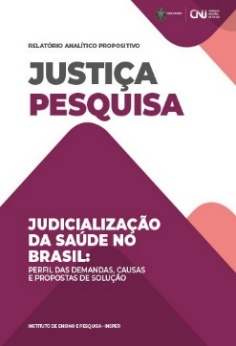 CNJ
RELATÓRIO ANALÍTICO PROPOSITIVO
JUSTIÇA
PESQUISA
JUDICIALIZAÇÃO
DA SAÚDE NO
BRASIL:
PERFIL DAS DEMANDAS, CAUSAS
E PROPOSTAS DE SOLUÇÃO
INSTITUTO DE ENSINO E PESQUISA - INSPER